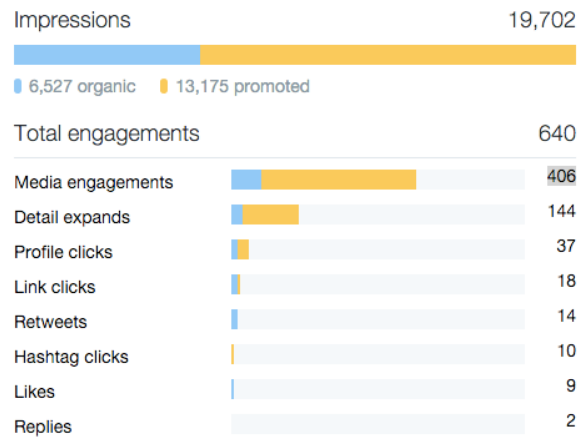 Impressions 19,702
6,527 organic 13,175 promoted
Total engagements 640
Media engagements 406
Detail expands 144
Profile clicks 37
Link clicks 18
Retweets 14
Hashtag clicks 10
Likes 9
Replies 2